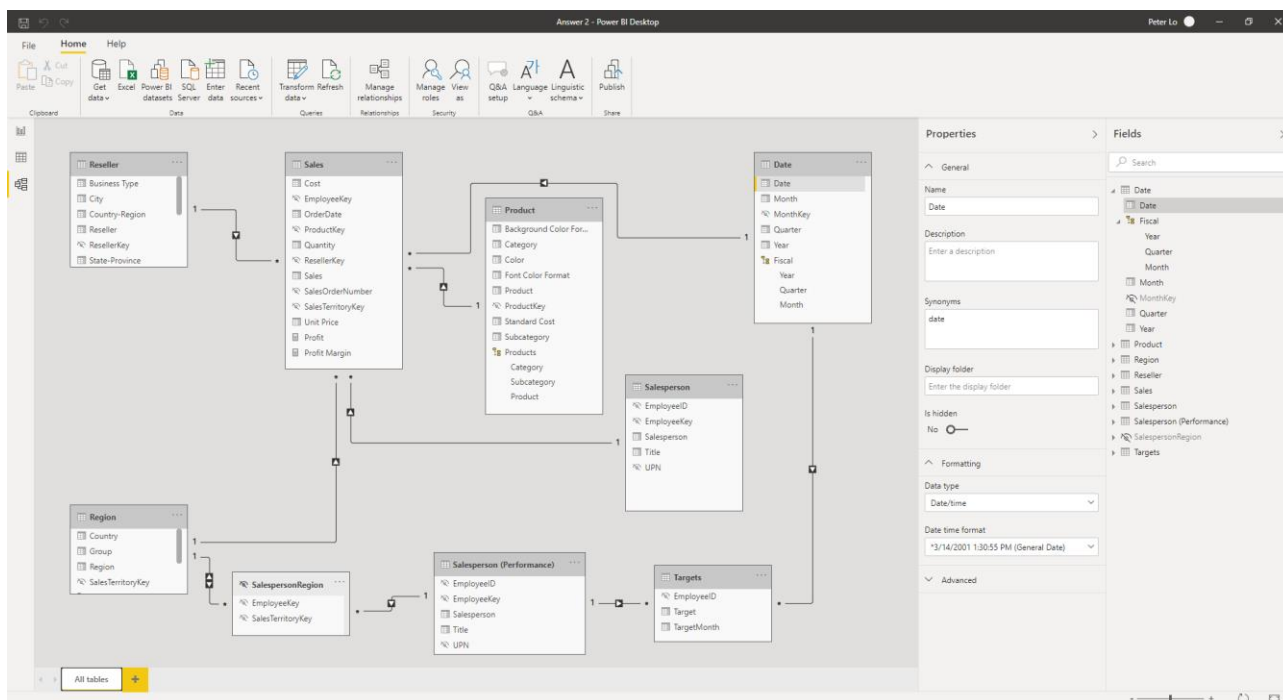 Answer 2 - Power BI Desktop
Peter Lo
File
Home
Help
Paste
Cut
Copy
Get data
Excel
Power BI datasets
SQL Server
Enter data
Recent sources
Transform data
Refresh
Manage relationships
Manage roles
View as
Q&A setup
Language
Linguistic schema
Publish
Clipboard
Data
Queries
Relationships
Security
Q&A
Share
Reseller
Business Type
City
Country-Region
Reseller
ResellerKey
State-Province
1
*
Sales
Cost
EmployeeKey
OrderDate
ProductKey
Quantity
ResellerKey
Sales
SalesOrderNumber
SalesTerritoryKey
Unit Price
Profit
Profit Margin
*
*
*
*
Product
Background Color For...
Category
Color
Font Color Format
Product
ProductKey
Standard Cost
Subcategory
Products
Category
Subcategory
Product
1
Date
Date
Month
MonthKey
Quarter
Year
Fiscal
Year
Quarter
Month
1
1
Salesperson
EmployeeID
EmployeeKey
Salesperson
Title
UPN
1
Region
Country
Group
Region
SalesTerritoryKey
1
1
SalespersonRegion
EmployeeKey
SalesTerritoryKey
*
*
Salesperson (Performance)
EmployeeID
EmployeeKey
Salesperson
Title
UPN
1
1
Targets
EmployeeID
Target
TargetMonth
*
*
All tables
+
Properties
General
Name
Date
Description
Enter a description
Synonyms
date
Display folder
Enter the display folder
Is hidden
No
Formatting
Data type
Date/time
Date time format
*3/14/2001 1:30:55 PM (General Date)
Advanced
Fields
Search
Date
Date
Fiscal
Year
Quarter
Month
Month
MonthKey
Quarter
Year
Product
Region
Reseller
Sales
Salesperson
Salesperson (Performance)
SalespersonRegion
Targets